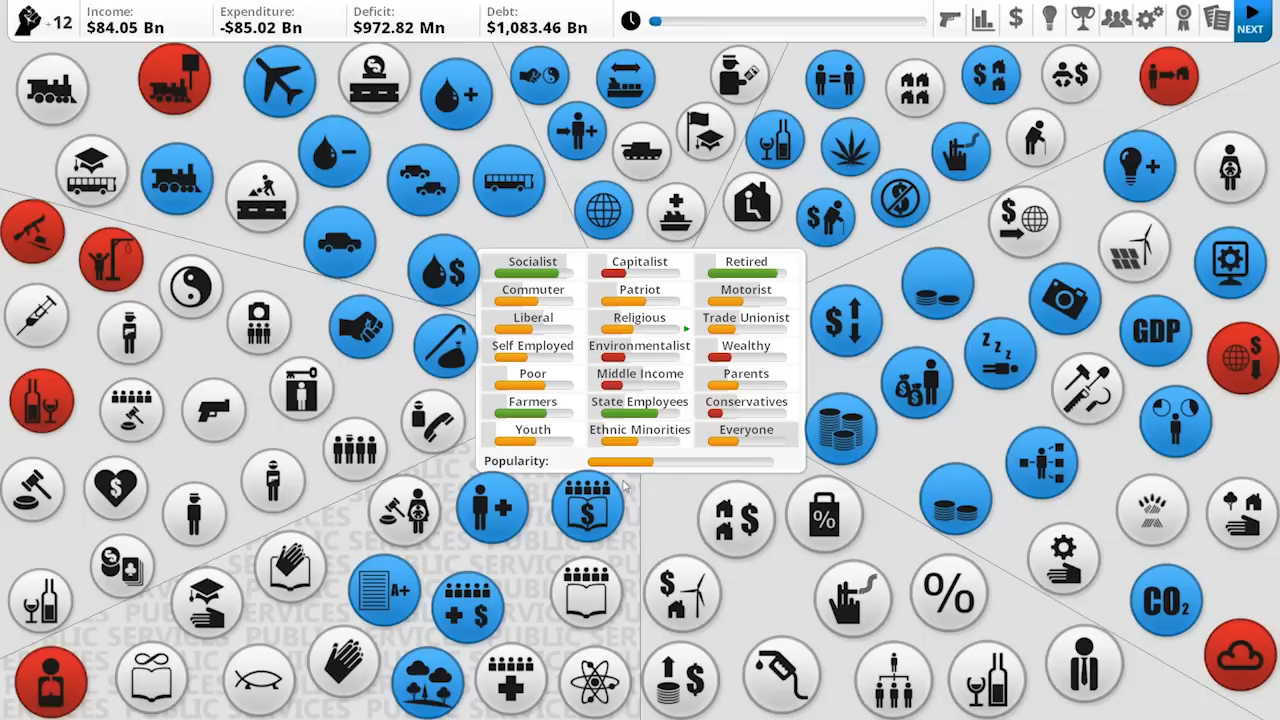 +12
Income:
$84.05 Bn
Expenditure:
-$85.02 Bn
Deficit:
$972.82 Mn
Debt:
$1,083.46 Bn
$
NEXT
Socialist Capitalist Retired
Commuter Patriot Motorist
Liberal Religious Trade Unionist
Self Employed Environmentalist Wealthy
Poor Middle Income Parents
Farmers State Employees Conservatives
Youth Ethnic Minorities Everyone
Popularity:
GDP
A+
%
%
CO2
PUBLIC SERVICES PUBLIC SERVICES